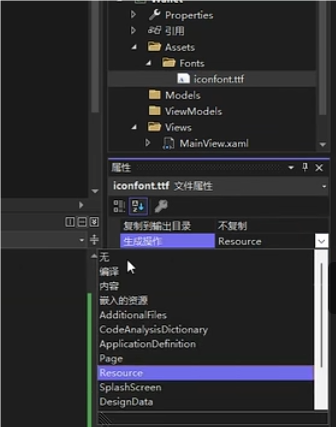 Properties
引用
Assets
Fonts
iconfont.ttf
Models
ViewModels
Views
MainView.xaml
属性
iconfont.ttf 文件属性
复制到输出目录 不复制
生成操作 Resource
无
编译
内容
嵌入的资源
AdditionalFiles
CodeAnalysisDictionary
ApplicationDefinition
Page
Resource
SplashScreen
DesignData